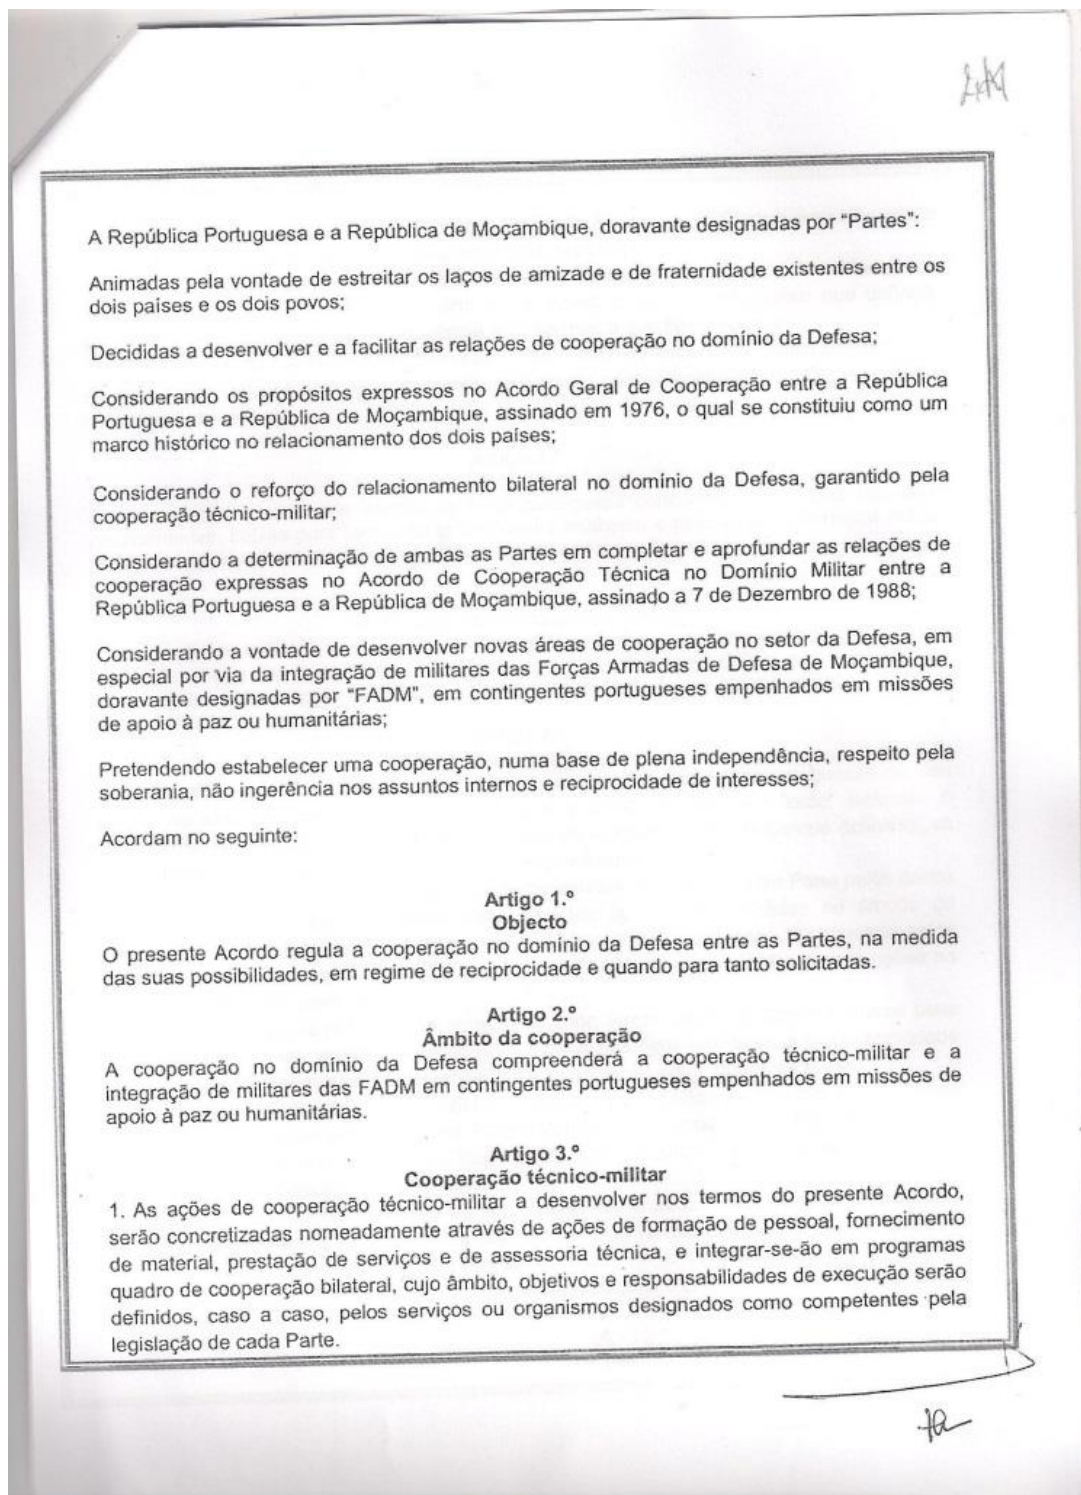 A República Portuguesa e a República de Moçambique, doravante designadas por “Partes”:
Animadas pela vontade de estreitar os laços de amizade e de fraternidade existentes entre os
dois países e os dois povos;
Decididas a desenvolver e a facilitar as relações de cooperação no domínio da Defesa;
Considerando os propósitos expressos no Acordo Geral de Cooperação entre a República
Portuguesa e a República de Moçambique, assinado em 1976, o qual se constituiu como um
marco histórico no relacionamento dos dois países;
Considerando o reforço do relacionamento bilateral no domínio da Defesa, garantido pela
cooperação técnico-militar;
Considerando a determinação de ambas as Partes em completar e aprofundar as relações de
cooperação expressas no Acordo de Cooperação Técnica no Domínio Militar entre a
República Portuguesa e a República de Moçambique, assinado a 7 de Dezembro de 1988;
Considerando a vontade de desenvolver novas áreas de cooperação no setor da Defesa, em
especial por via da integração de militares das Forças Armadas de Defesa de Moçambique,
doravante designadas por “FADM”, em contingentes portugueses empenhados em missões
de apoio à paz ou humanitárias;
Pretendendo estabelecer uma cooperação, numa base de plena independência, respeito pela
soberania, não ingerência nos assuntos internos e reciprocidade de interesses;
Acordam no seguinte:
Artigo 1.º
Objecto
O presente Acordo regula a cooperação no domínio da Defesa entre as Partes, na medida
das suas possibilidades, em regime de reciprocidade e quando para tanto solicitadas.
Artigo 2.º
Âmbito da cooperação
A cooperação no domínio da Defesa compreenderá a cooperação técnico-militar e a
integração de militares das FADM em contingentes portugueses empenhados em missões de
apoio à paz ou humanitárias.
Artigo 3.º
Cooperação técnico-militar
1. As ações de cooperação técnico-militar a desenvolver nos termos do presente Acordo,
serão concretizadas nomeadamente através de ações de formação de pessoal, fornecimento
de material, prestação de serviços e de assessoria técnica, e integrar-se-ão em programas
quadro de cooperação bilateral, cujo âmbito, objetivos e responsabilidades de execução serão
definidos, caso a caso, pelos serviços ou organismos designados como competentes pela
legislação de cada Parte.